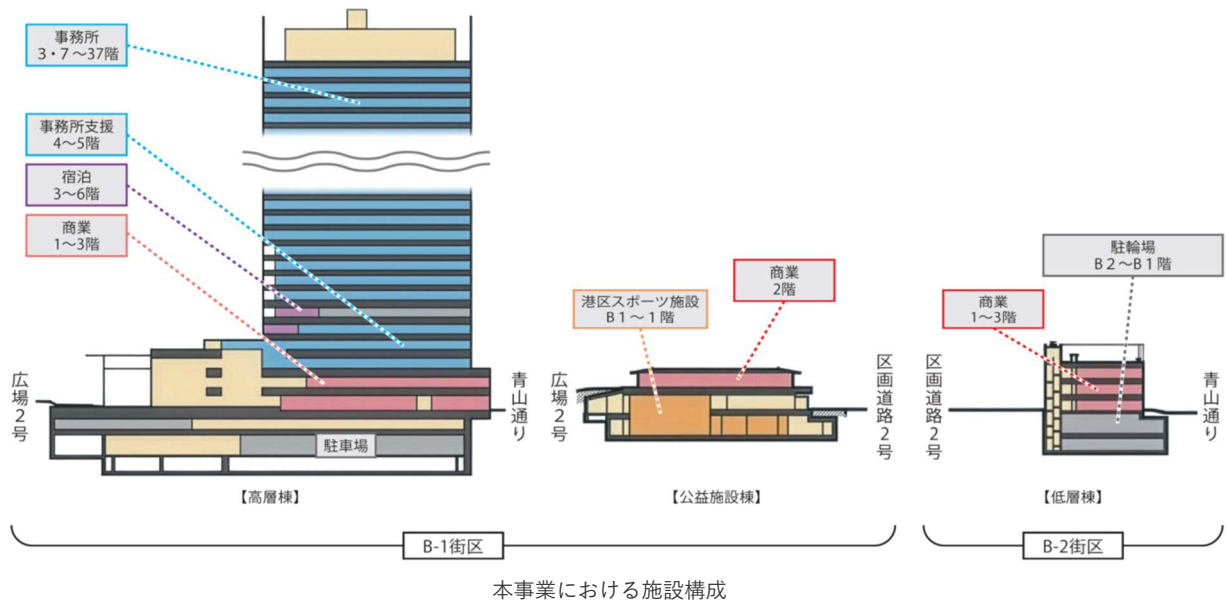 事務所
3・7～37階
事務所支援
4～5階
宿泊
3～6階
商業
1～3階
広場2号
駐車場
青山通り
【高層棟】
広場2号
港区スポーツ施設
B1～1階
商業
2階
区画道路2号
【公益施設棟】
区画道路2号
商業
1～3階
駐輪場
B2～B1階
青山通り
【低層棟】
B-1街区
B-2街区
本事業における施設構成